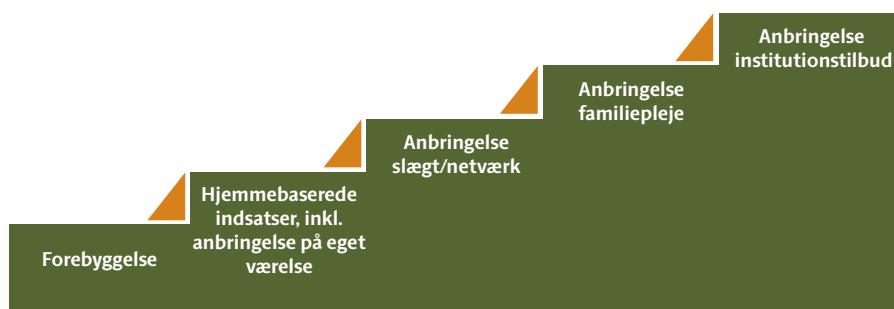 Forebyggelse
Hjemmebaserede
indsatser, inkl.
anbringelse på eget
værelse
Anbringelse
slægt/netværk
Anbringelse
familiepleje
Anbringelse
institutionstilbud